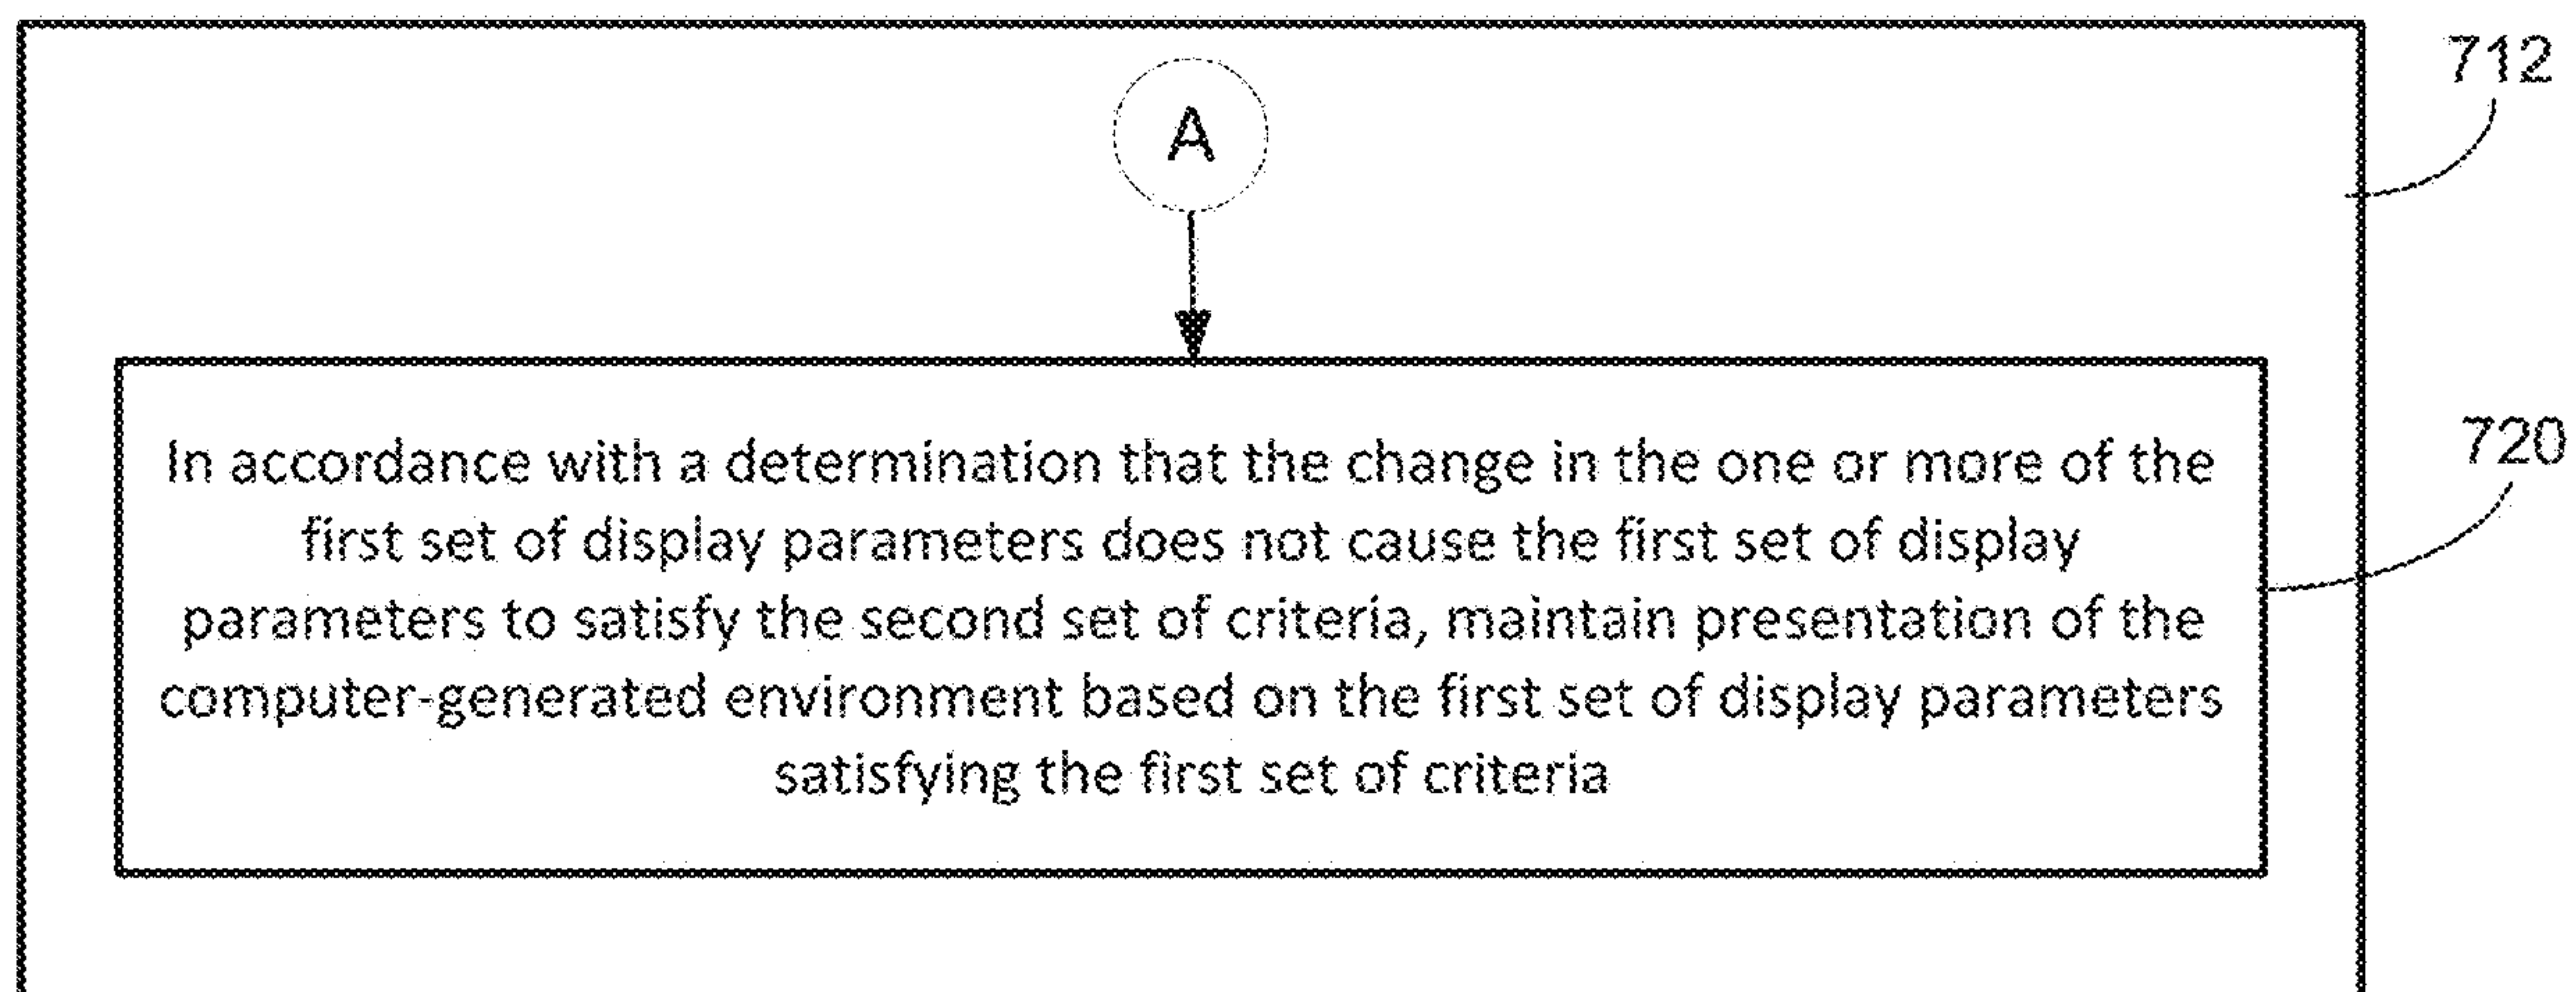 712
A
720
In accordance with a determination that the change in the one or more of the
first set of display parameters does not cause the first set of display
parameters to satisfy the second set of criteria, maintain presentation of the
computer-generated environment based on the first set of display parameters
satisfying the first set of criteria